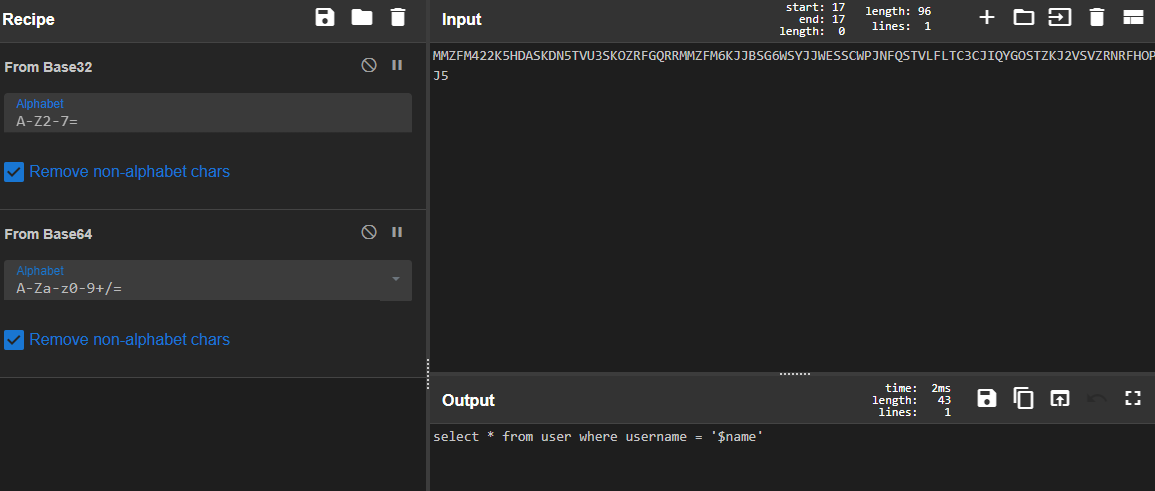 Recipe
From Base32
Alphabet
A-Z2-7=
Remove non-alphabet chars
From Base64
Alphabet
A-Za-z0-9+/=
Remove non-alphabet chars
Input
start: 17
end: 17
length: 0
length: 96
lines: 1
MMZFM422K5HDASKDN5TVU3SKOZRFGQRRMMZFM6KJJBSG6WSYJJWESSCWPJNFQSTVLFLTC3CJIQYGOSTZKJ2VSVZRNRFHOP
J5
Output
time: 2ms
length: 43
lines: 1
select * from user where username = '$name'